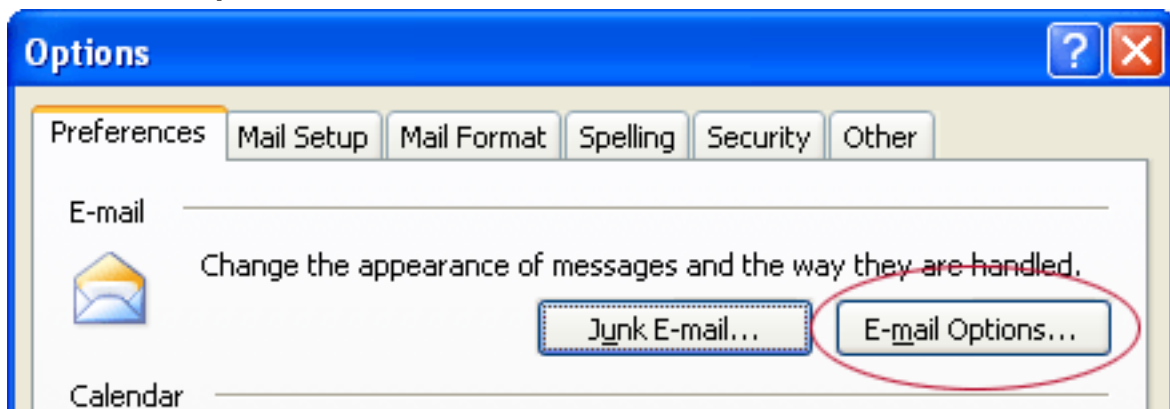 Options
Preferences Mail Setup Mail Format Spelling Security Other
E-mail
Change the appearance of messages and the way they are handled.
Junk E-mail... E-mail Options...
Calendar